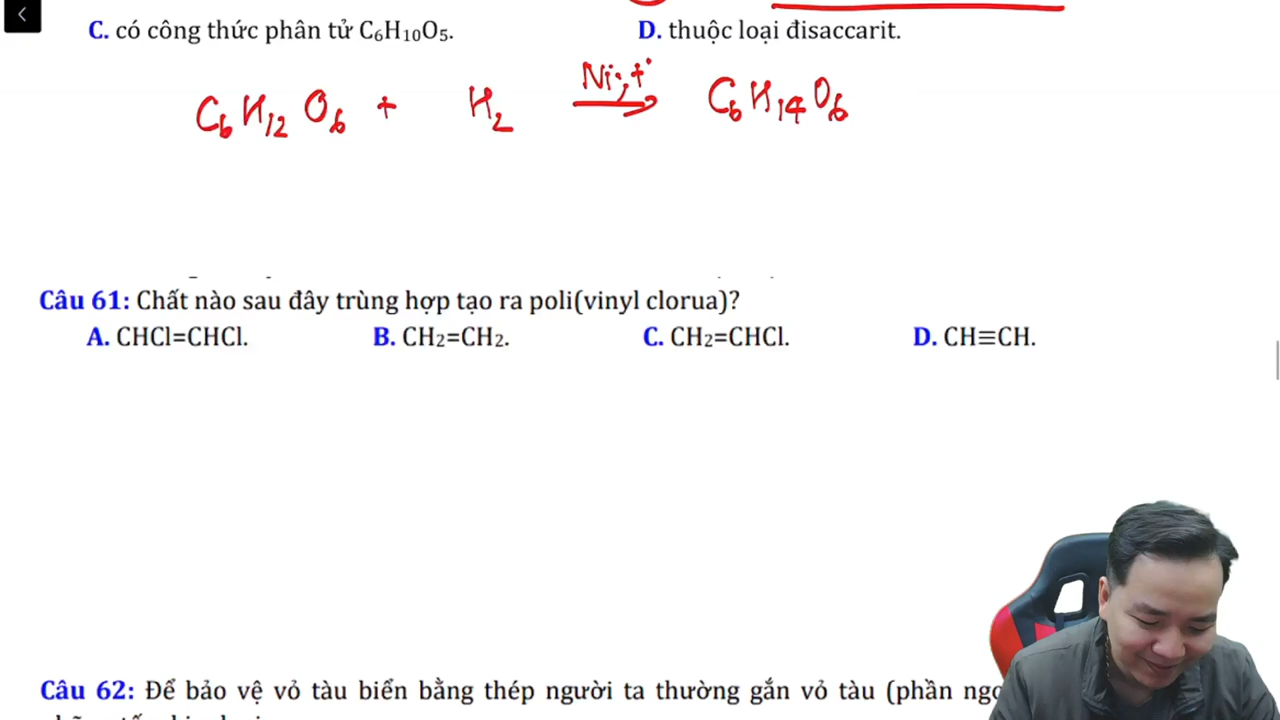 C. có công thức phân tử C₆H₁₀O₅. D. thuộc loại đisaccarit.
C₆H₁₂O₆ + H₂ Ni, t° → C₆H₁₄O₆
Câu 61: Chất nào sau đây trùng hợp tạo ra poli(vinyl clorua)?
A. CHCl=CHCl. B. CH₂=CH₂. C. CH₂=CHCl. D. CH≡CH.
Câu 62: Để bảo vệ vỏ tàu biển bằng thép người ta thường gắn vỏ tàu (phần